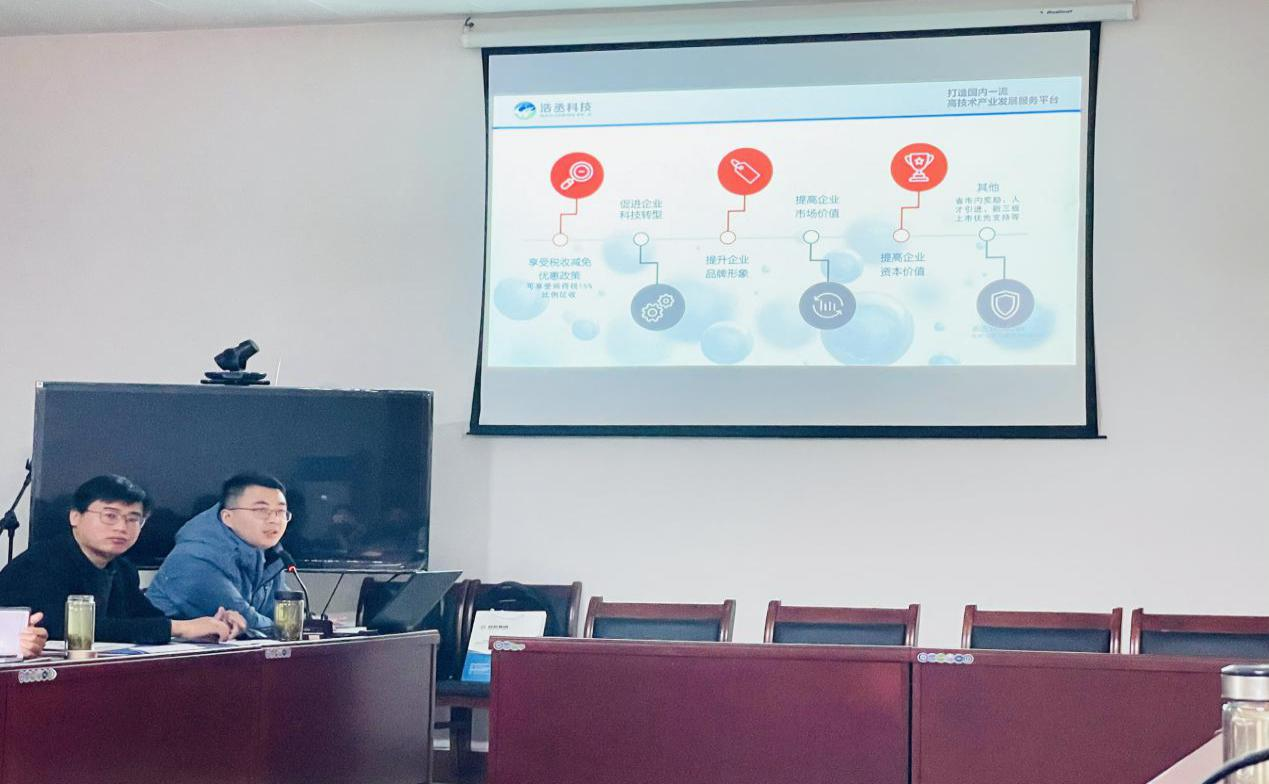 浩丞科技
打造国内一流
高技术产业发展服务平台
享受税收减免
优惠政策
可享受所得税15%
比例征收
促进企业
科技转型
提升企业
品牌形象
提高企业
市场价值
提高企业
资本价值
其他
省市内奖励、人
才引进、新三板
上市优先支持等